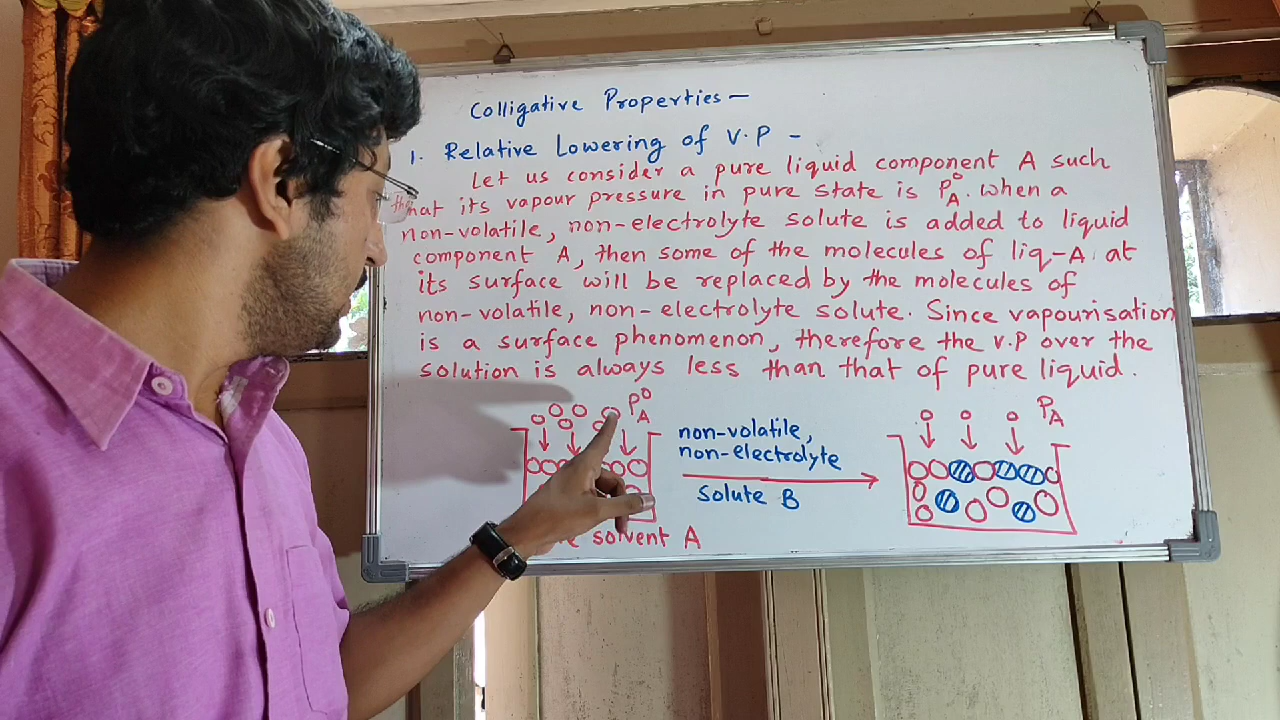 Colligative Properties –
1. Relative Lowering of V.P –
Let us consider a pure liquid component A such
that its vapour pressure in pure state is P°A. when a
non-volatile, non-electrolyte solute is added to liquid
component A, then some of the molecules of liq-A at
its surface will be replaced by the molecules of
non-volatile, non-electrolyte solute. Since vapourisation
is a surface phenomenon, therefore the V.P over the
solution is always less than that of pure liquid.
P°A
non-volatile,
non-electrolyte
solute B
PA
solvent A